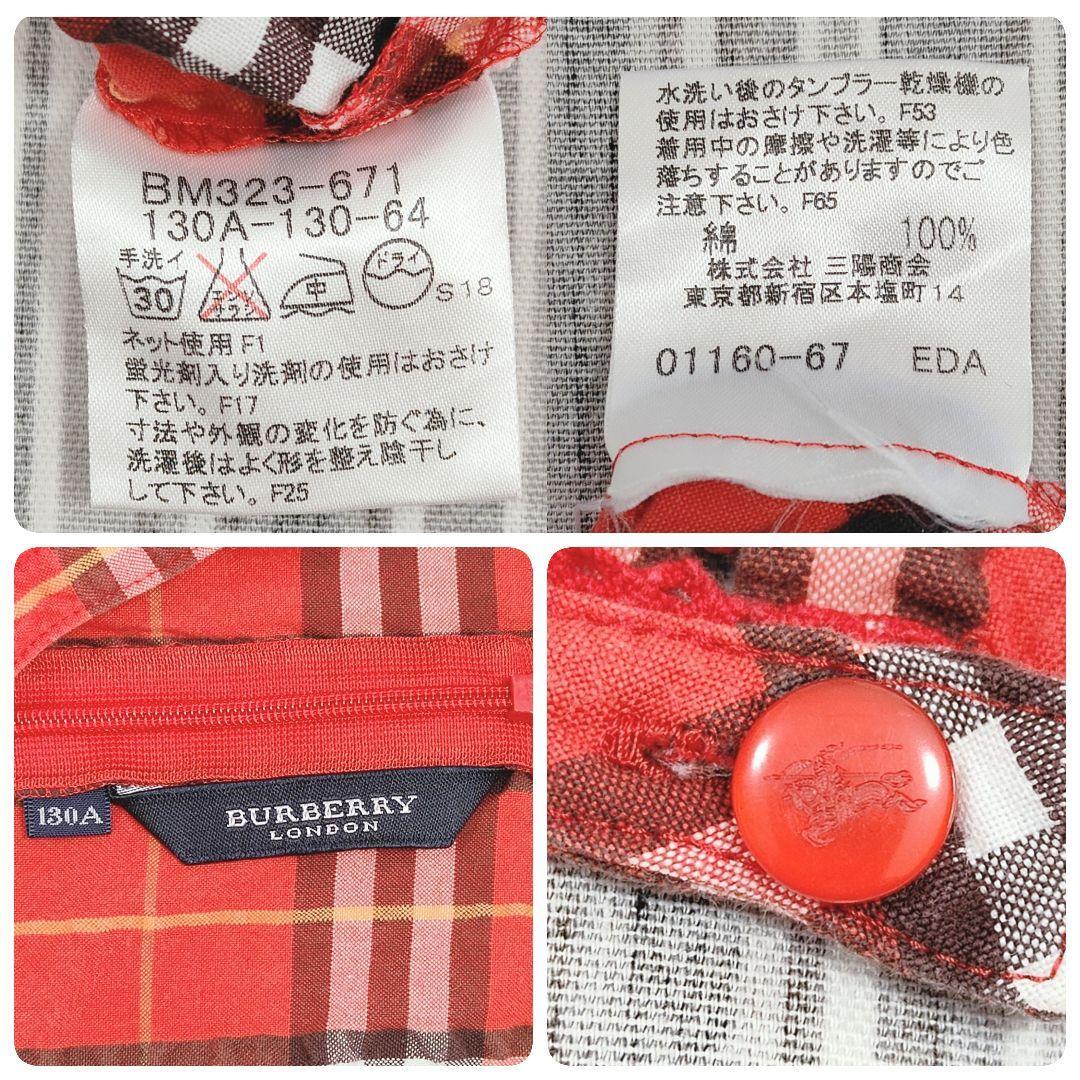 BM323-671
130A-130-64
手洗イ
30
エンソ
サラシ
中
ドライ
S18
ネット使用 F1
蛍光剤入り洗剤の使用はおさけ
下さい。F17
寸法や外観の変化を防ぐ為に、
洗濯後はよく形を整え陰干し
して下さい。F25
水洗い後のタンブラー乾燥機の
使用はおさけ下さい。F53
着用中の摩擦や洗濯等により色
落ちすることがありますのでご
注意下さい。F65
綿 100%
株式会社 三陽商会
東京都新宿区本塩町14
01160-67 EDA
130A
BURBERRY
LONDON